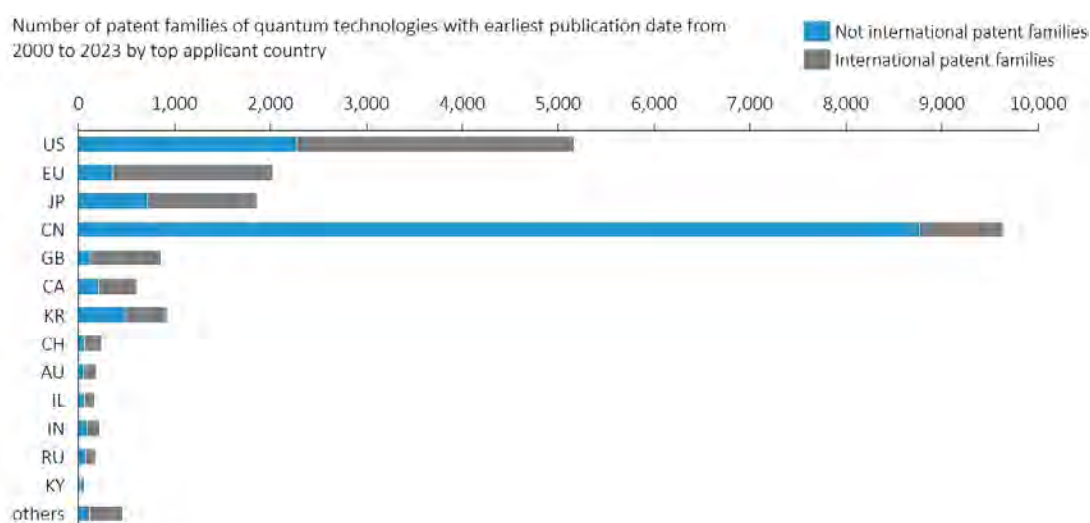 Number of patent families of quantum technologies with earliest publication date from
2000 to 2023 by top applicant country
Not international patent families
International patent families
0 1,000 2,000 3,000 4,000 5,000 6,000 7,000 8,000 9,000 10,000
US
EU
JP
CN
GB
CA
KR
CH
AU
IL
IN
RU
KY
others